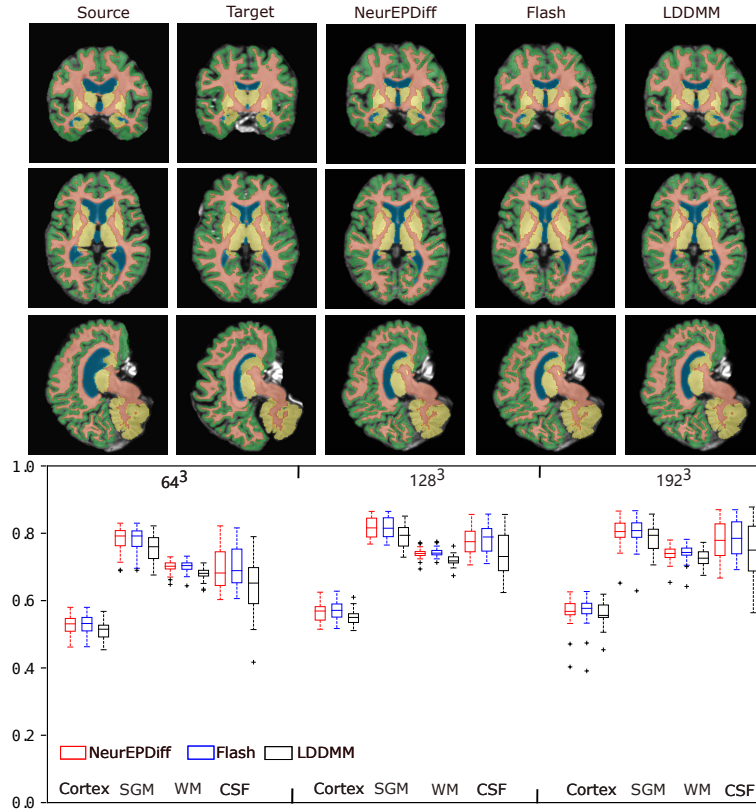 Source Target NeurEPDiff Flash LDDMM
1.0
64³ 128³ 192³
0.8
0.6
0.4
0.2
NeurEPDiff Flash LDDMM
Cortex SGM WM CSF Cortex SGM WM CSF Cortex SGM WM CSF
0.0